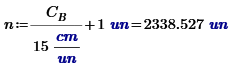 n := C_B / (15 cm/un) + 1 un = 2338.527 un